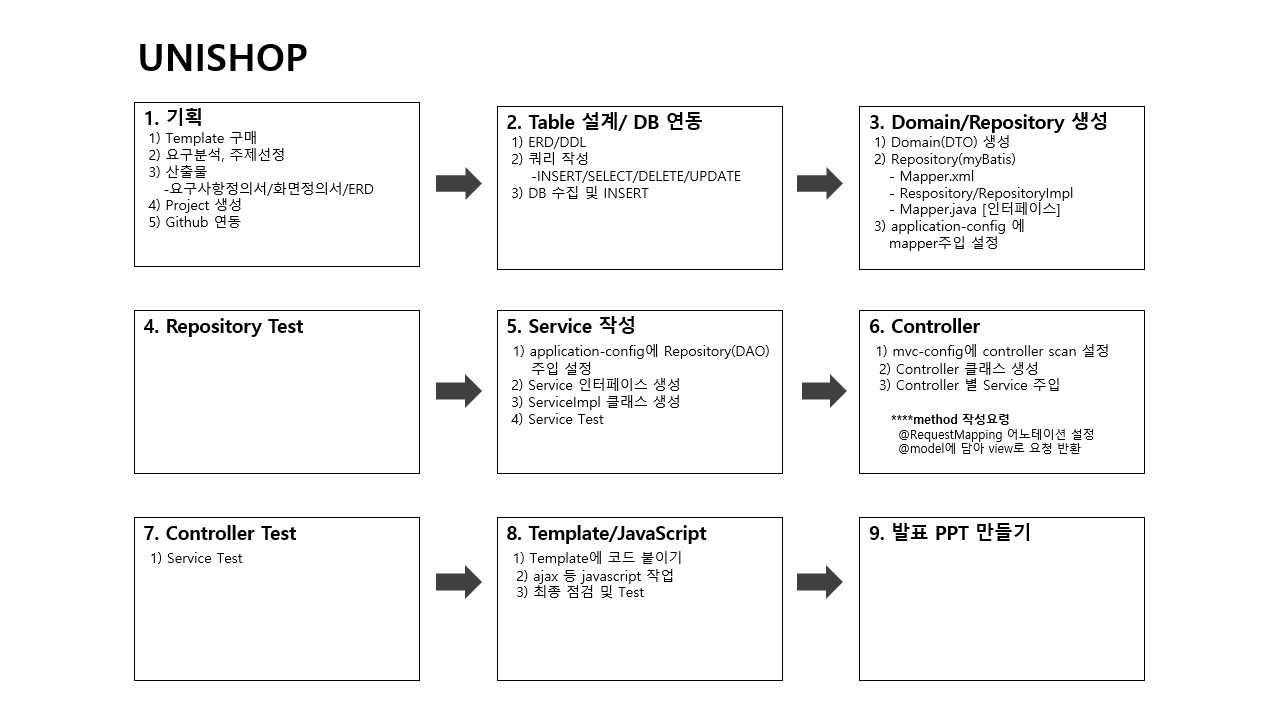 UNISHOP
1. 기획
1) Template 구매
2) 요구분석, 주제선정
3) 산출물
-요구사항정의서/화면정의서/ERD
4) Project 생성
5) Github 연동
2. Table 설계/ DB 연동
1) ERD/DDL
2) 쿼리 작성
-INSERT/SELECT/DELETE/UPDATE
3) DB 수집 및 INSERT
3. Domain/Repository 생성
1) Domain(DTO) 생성
2) Repository(myBatis)
- Mapper.xml
- Respository/RepositoryImpl
- Mapper.java [인터페이스]
3) application-config 에
mapper주입 설정
4. Repository Test
5. Service 작성
1) application-config에 Repository(DAO)
주입 설정
2) Service 인터페이스 생성
3) ServiceImpl 클래스 생성
4) Service Test
6. Controller
1) mvc-config에 controller scan 설정
2) Controller 클래스 생성
3) Controller 별 Service 주입
****method 작성요령
@RequestMapping 어노테이션 설정
@model에 담아 view로 요청 반환
7. Controller Test
1) Service Test
8. Template/JavaScript
1) Template에 코드 붙이기
2) ajax 등 javascript 작업
3) 최종 점검 및 Test
9. 발표 PPT 만들기